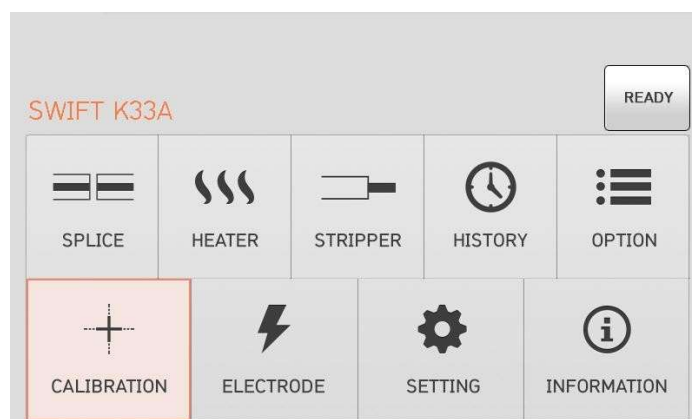 READY
SWIFT K33A
SPLICE HEATER STRIPPER HISTORY OPTION
CALIBRATION ELECTRODE SETTING INFORMATION